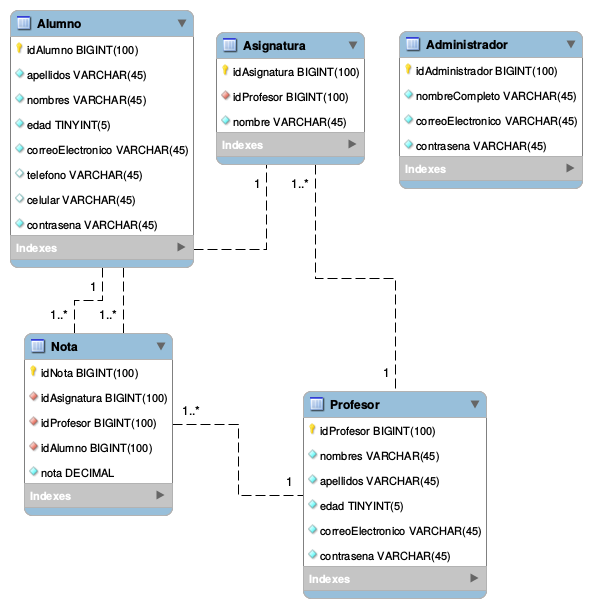 Alumno
idAlumno BIGINT(100)
apellidos VARCHAR(45)
nombres VARCHAR(45)
edad TINYINT(5)
correoElectronico VARCHAR(45)
telefono VARCHAR(45)
celular VARCHAR(45)
contrasena VARCHAR(45)
Indexes
Asignatura
idAsignatura BIGINT(100)
idProfesor BIGINT(100)
nombre VARCHAR(45)
Indexes
Administrador
idAdministrador BIGINT(100)
nombreCompleto VARCHAR(45)
correoElectronico VARCHAR(45)
contrasena VARCHAR(45)
Indexes
1
1..*
1
1..*
1..*
1
Nota
idNota BIGINT(100)
idAsignatura BIGINT(100)
idProfesor BIGINT(100)
idAlumno BIGINT(100)
nota DECIMAL
Indexes
1..*
1
Profesor
idProfesor BIGINT(100)
nombres VARCHAR(45)
apellidos VARCHAR(45)
edad TINYINT(5)
correoElectronico VARCHAR(45)
contrasena VARCHAR(45)
Indexes